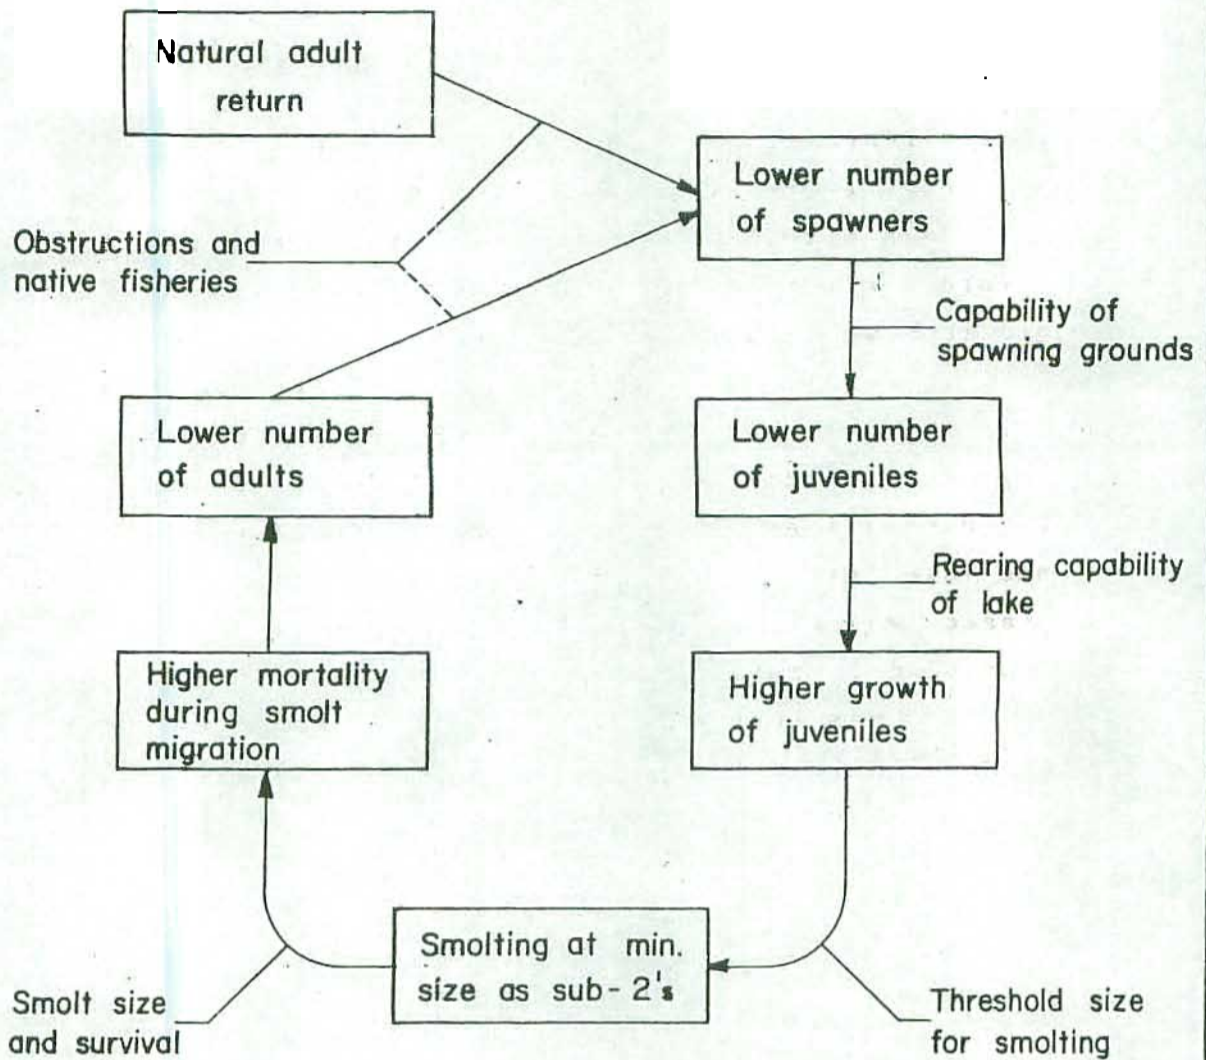 Natural adult
return
Lower number
of spawners
Obstructions and
native fisheries
Capability of
spawning grounds
Lower number
of adults
Lower number
of juveniles
Rearing capability
of lake
Higher mortality
during smolt
migration
Higher growth
of juveniles
Smolting at min.
size as sub-2's
Smolt size
and survival
Threshold size
for smolting